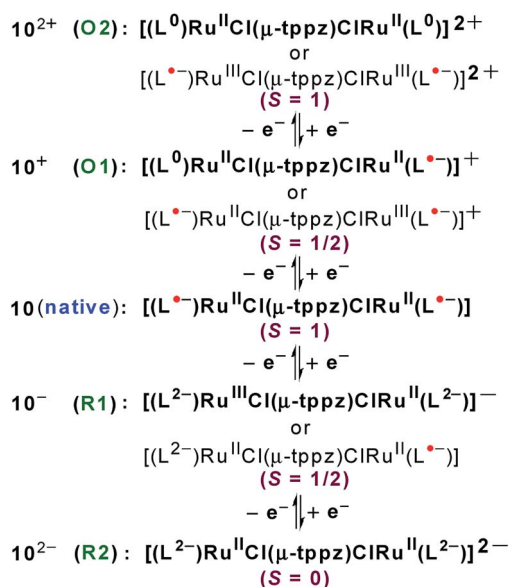 10²⁺ (O2): [(L⁰)RuᴵᴵCl(μ-tppz)ClRuᴵᴵ(L⁰)]²⁺
or
[(L•⁻)RuᴵᴵᴵCl(μ-tppz)ClRuᴵᴵᴵ(L•⁻)]²⁺
(S = 1)
− e⁻ + e⁻
10⁺ (O1): [(L⁰)RuᴵᴵCl(μ-tppz)ClRuᴵᴵ(L•⁻)]⁺
or
[(L•⁻)RuᴵᴵCl(μ-tppz)ClRuᴵᴵᴵ(L•⁻)]⁺
(S = 1/2)
− e⁻ + e⁻
10 (native): [(L•⁻)RuᴵᴵCl(μ-tppz)ClRuᴵᴵ(L•⁻)]
(S = 1)
− e⁻ + e⁻
10⁻ (R1): [(L²⁻)RuᴵᴵᴵCl(μ-tppz)ClRuᴵᴵ(L²⁻)]⁻
or
[(L²⁻)RuᴵᴵCl(μ-tppz)ClRuᴵᴵ(L•⁻)]
(S = 1/2)
− e⁻ + e⁻
10²⁻ (R2): [(L²⁻)RuᴵᴵCl(μ-tppz)ClRuᴵᴵ(L²⁻)]²⁻
(S = 0)